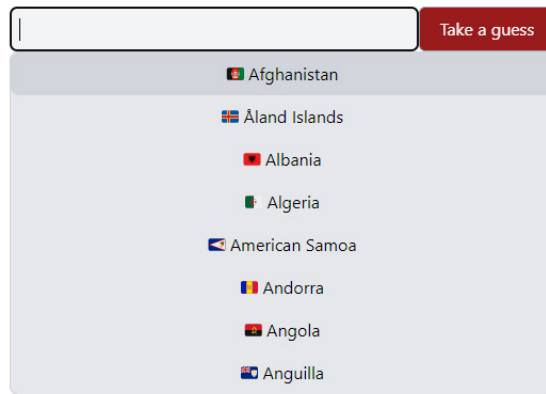 Take a guess
Afghanistan
Åland Islands
Albania
Algeria
American Samoa
Andorra
Angola
Anguilla